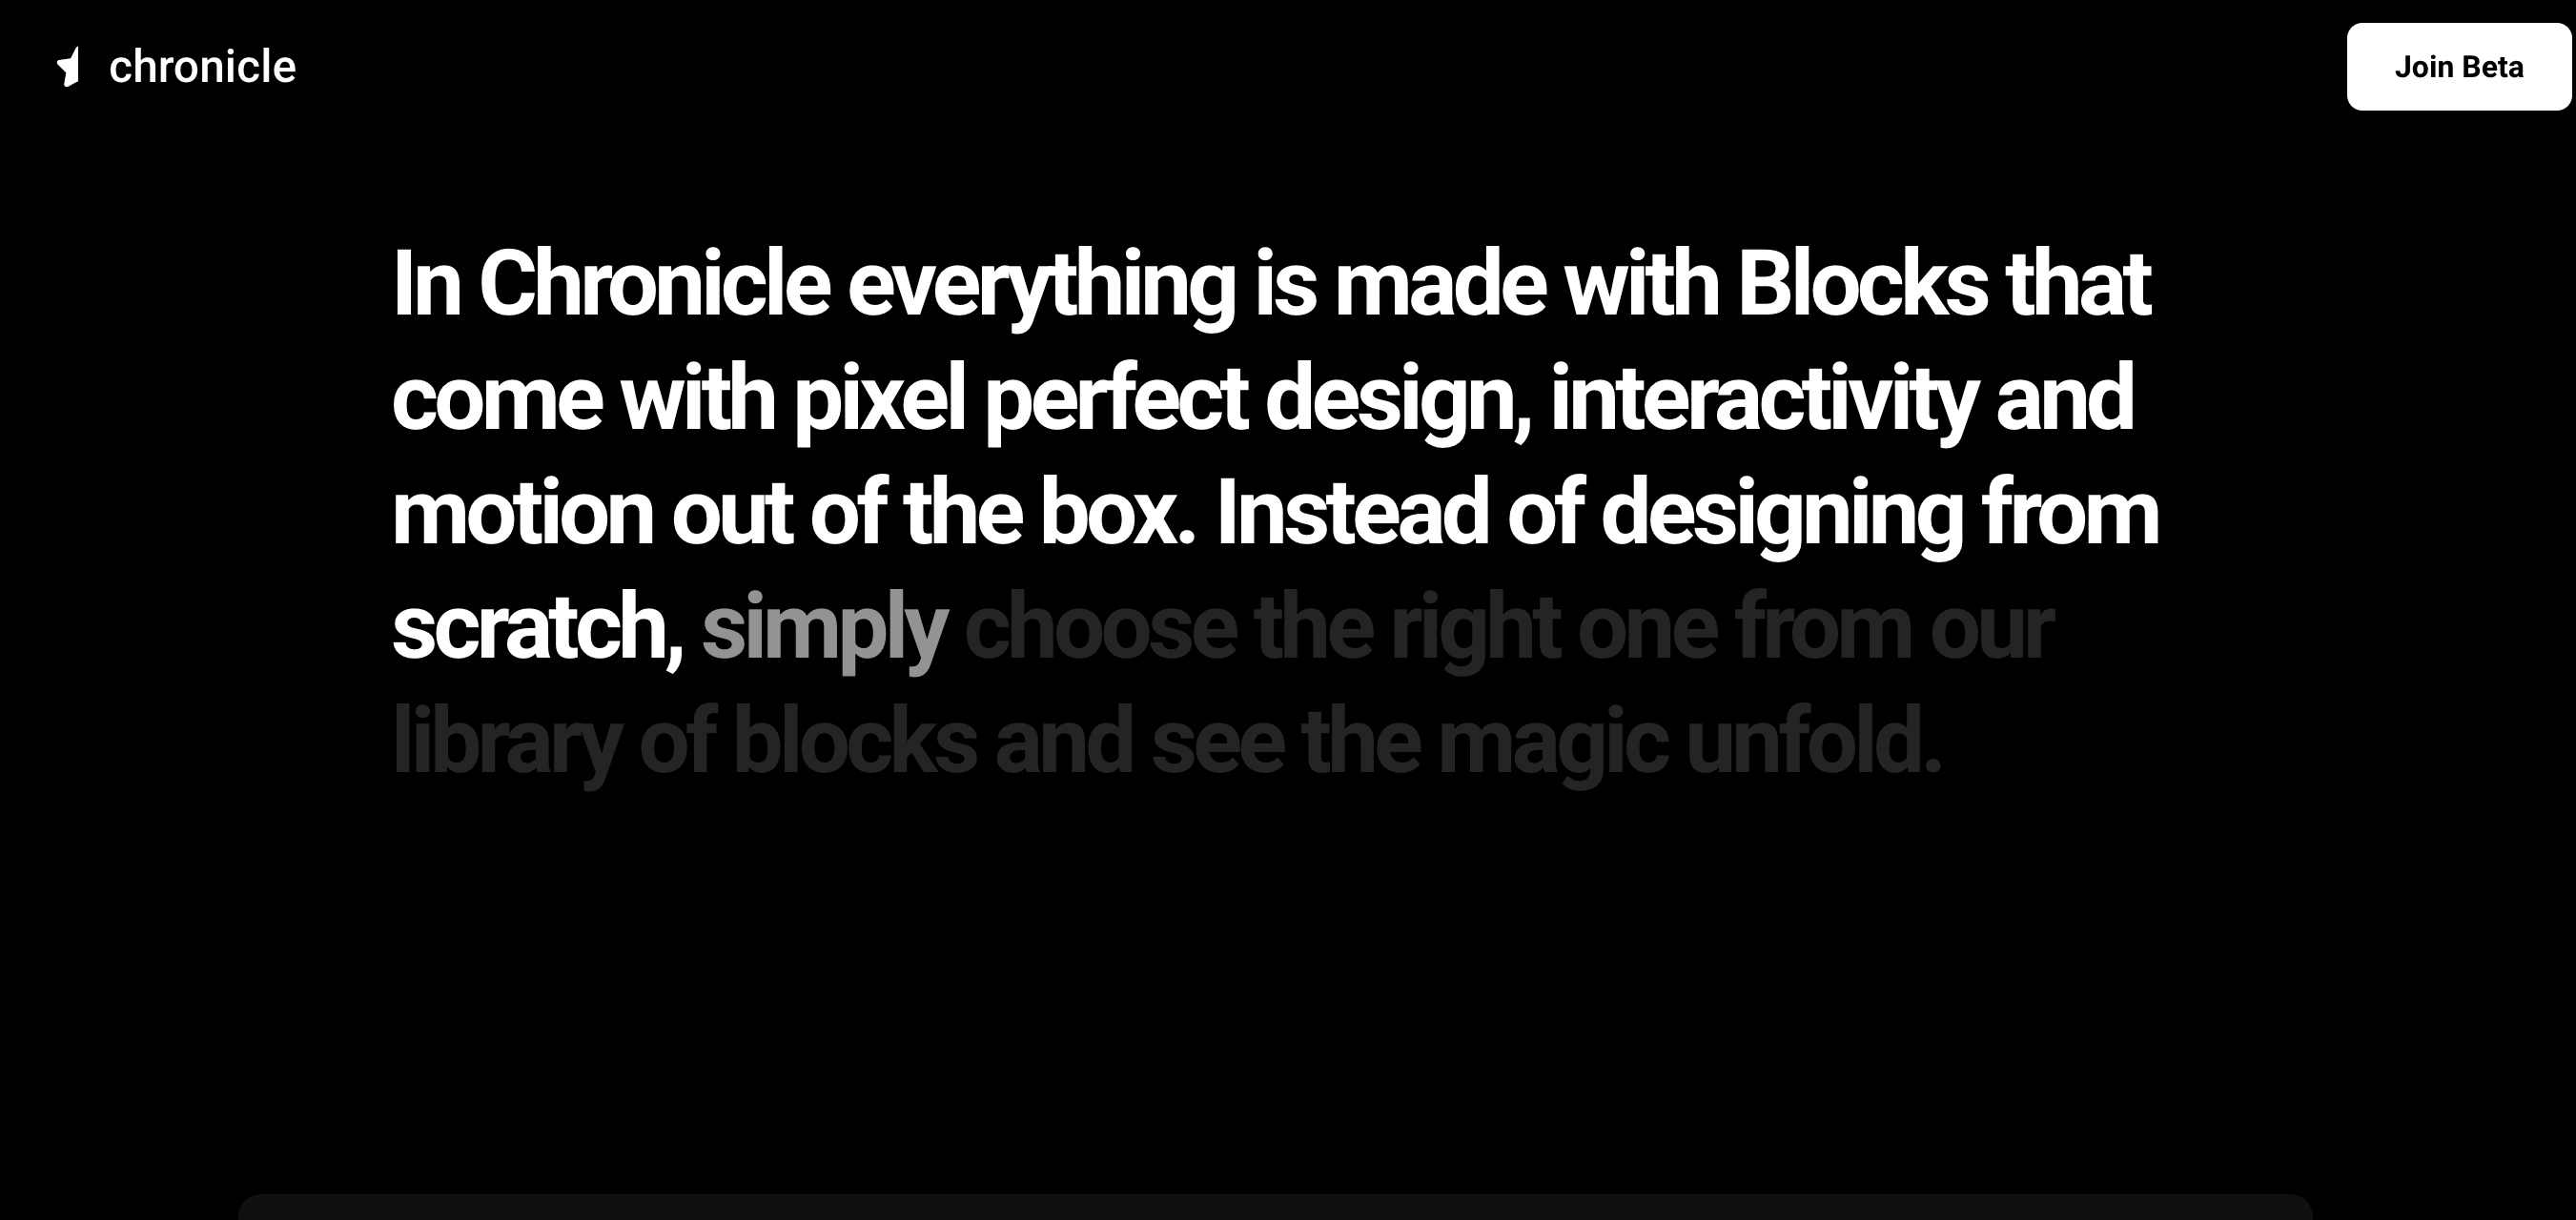 chronicle
Join Beta
In Chronicle everything is made with Blocks that
come with pixel perfect design, interactivity and
motion out of the box. Instead of designing from
scratch, simply choose the right one from our
library of blocks and see the magic unfold.